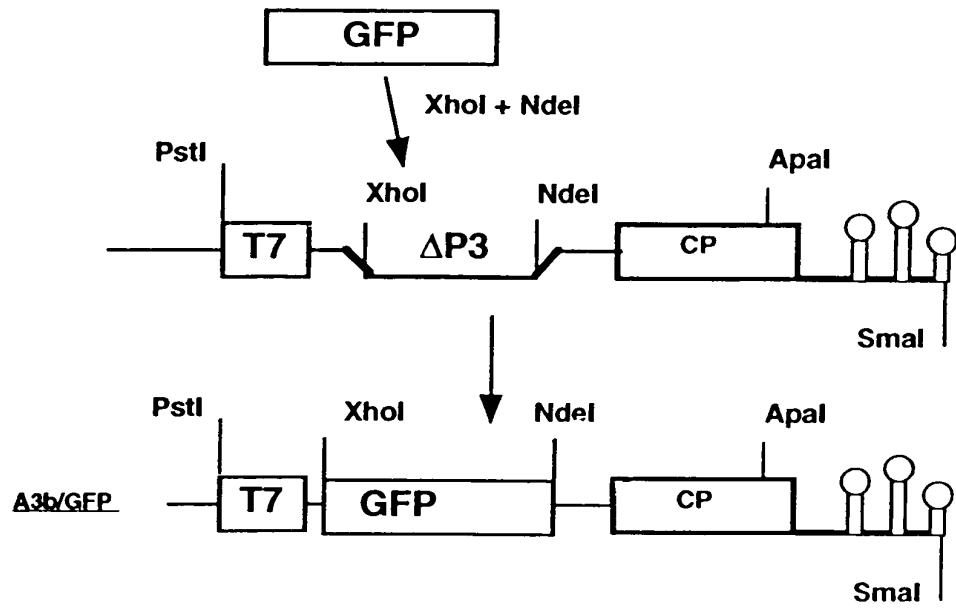 GFP
XhoI + NdeI
PstI
ApaI
XhoI
NdeI
T7
ΔP3
CP
SmaI
PstI
XhoI
NdeI
ApaI
A3b/GFP
T7
GFP
CP
SmaI